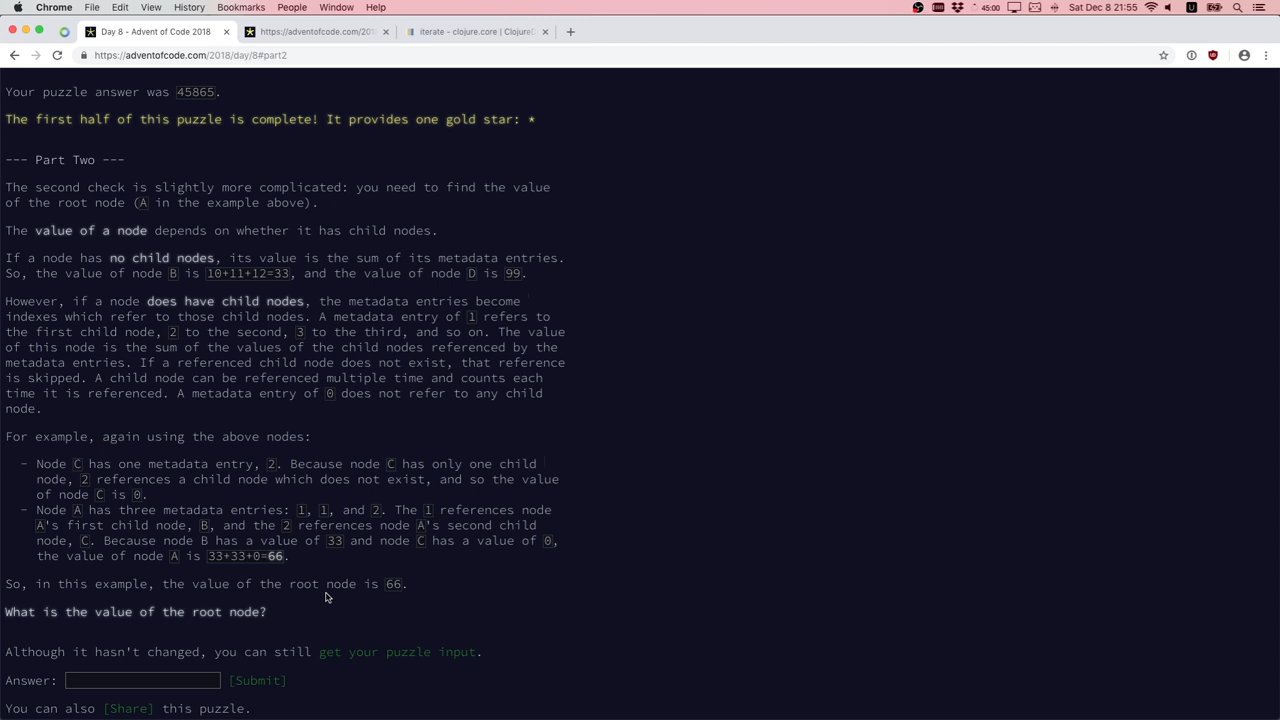 Chrome File Edit View History Bookmarks People Window Help 45:00 U Sat Dec 8 21:55
Day 8 - Advent of Code 2018 × https://adventofcode.com/201 × iterate - clojure.core | Clojure × +
https://adventofcode.com/2018/day/8#part2
Your puzzle answer was 45865.
The first half of this puzzle is complete! It provides one gold star: *
--- Part Two ---
The second check is slightly more complicated: you need to find the value
of the root node (A in the example above).
The value of a node depends on whether it has child nodes.
If a node has no child nodes, its value is the sum of its metadata entries.
So, the value of node B is 10+11+12=33, and the value of node D is 99.
However, if a node does have child nodes, the metadata entries become
indexes which refer to those child nodes. A metadata entry of 1 refers to
the first child node, 2 to the second, 3 to the third, and so on. The value
of this node is the sum of the values of the child nodes referenced by the
metadata entries. If a referenced child node does not exist, that reference
is skipped. A child node can be referenced multiple time and counts each
time it is referenced. A metadata entry of 0 does not refer to any child
node.
For example, again using the above nodes:
- Node C has one metadata entry, 2. Because node C has only one child
node, 2 references a child node which does not exist, and so the value
of node C is 0.
- Node A has three metadata entries: 1, 1, and 2. The 1 references node
A's first child node, B, and the 2 references node A's second child
node, C. Because node B has a value of 33 and node C has a value of 0,
the value of node A is 33+33+0=66.
So, in this example, the value of the root node is 66.
What is the value of the root node?
Although it hasn't changed, you can still get your puzzle input.
Answer: [Submit]
You can also [Share] this puzzle.